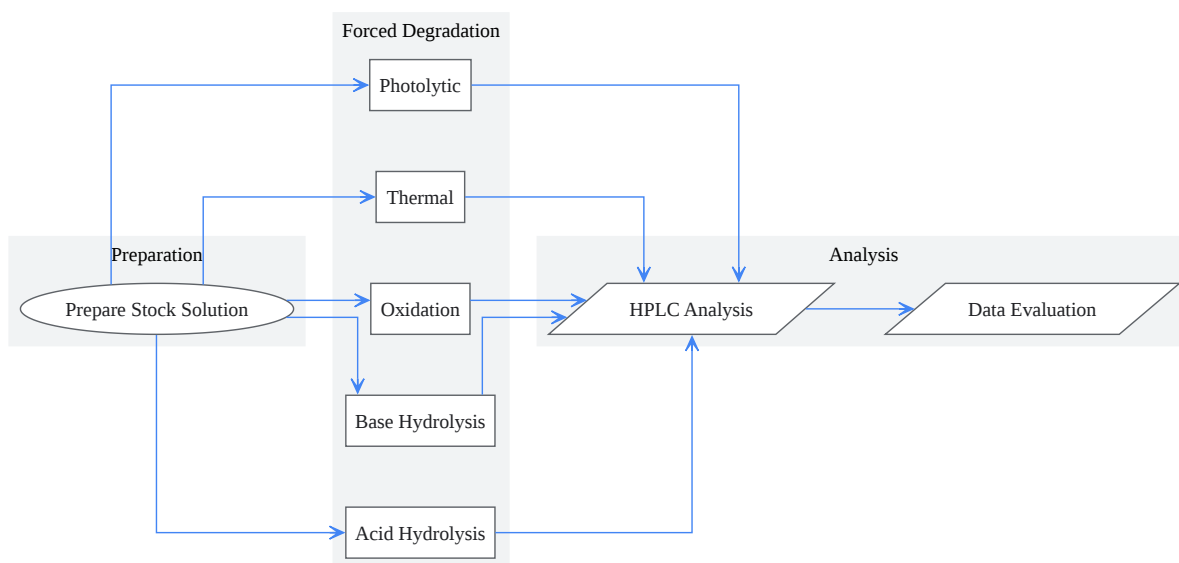 Forced Degradation
Photolytic
Thermal
Preparation
Analysis
Prepare Stock Solution
Oxidation
HPLC Analysis
Data Evaluation
Base Hydrolysis
Acid Hydrolysis